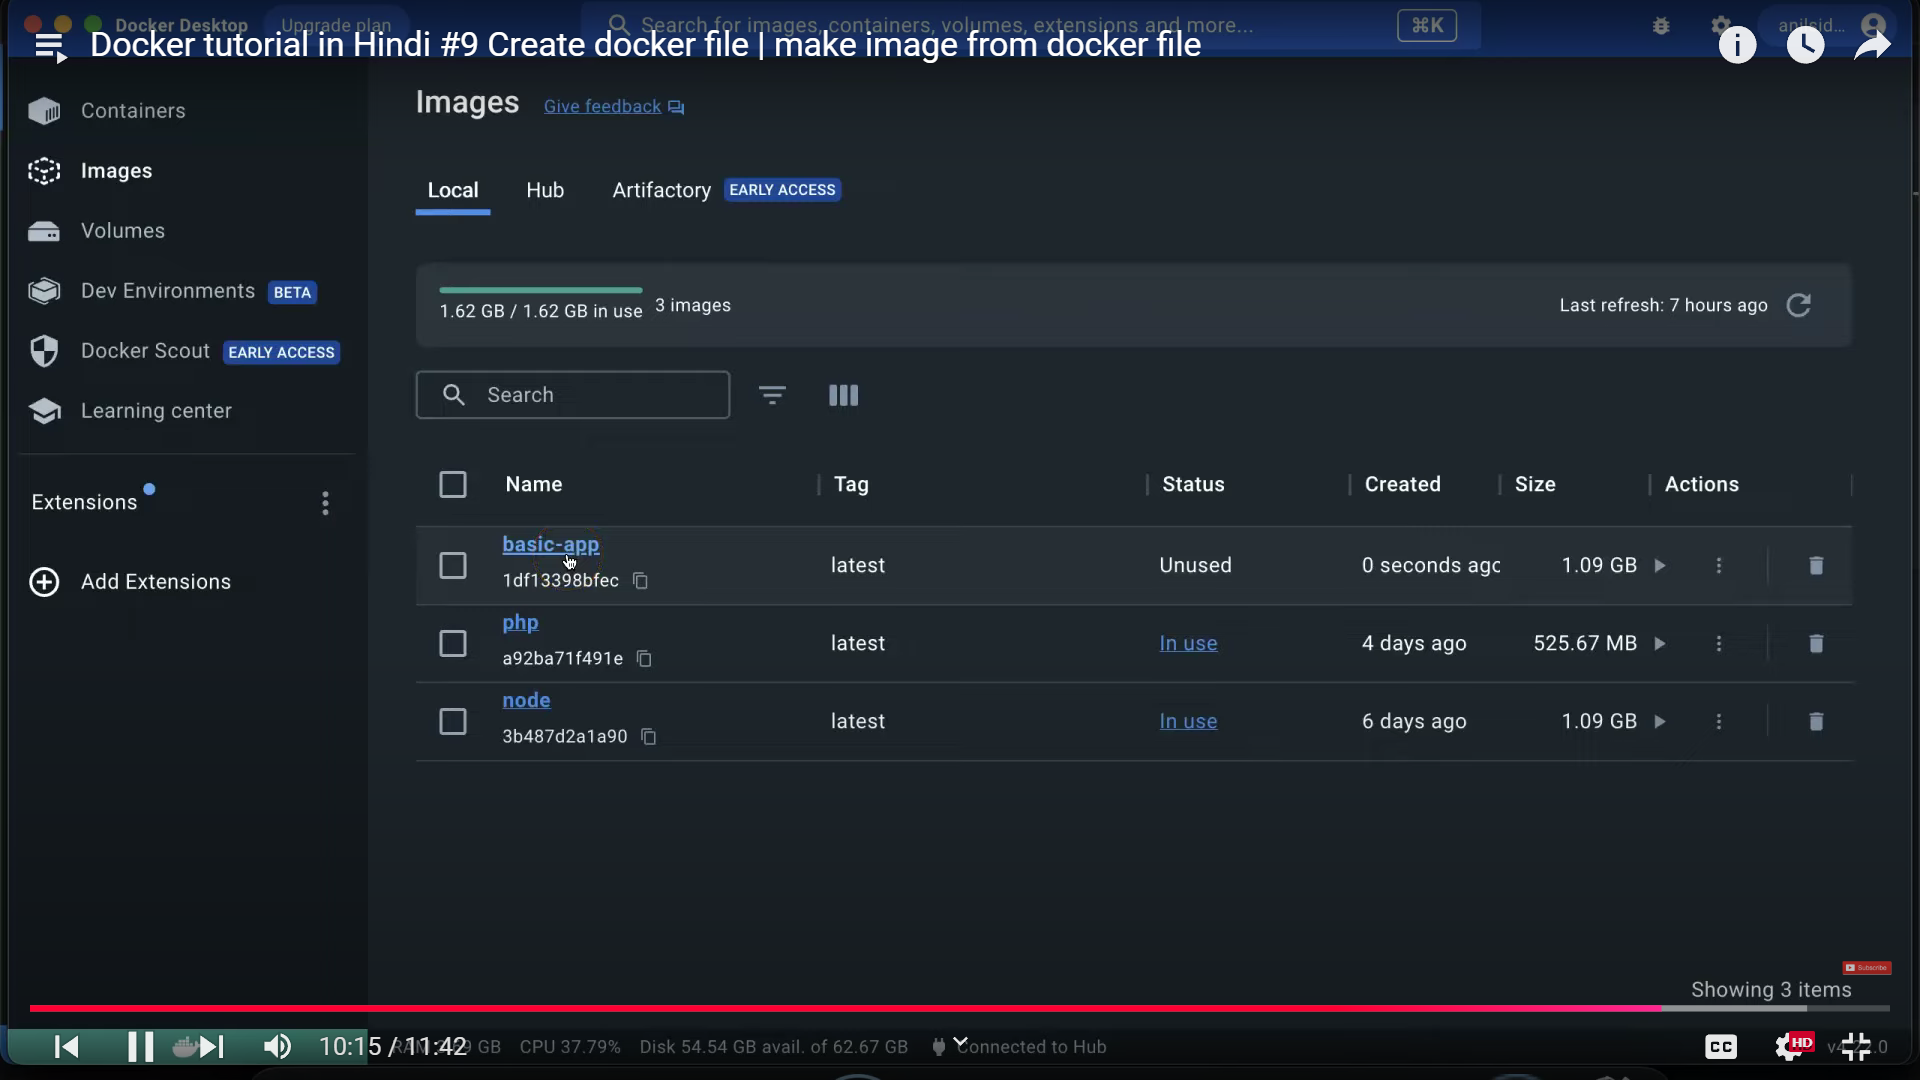 Docker Desktop
Upgrade plan
Search for images, containers, volumes, extensions and more...
⌘K
anilsid...
Docker tutorial in Hindi #9 Create docker file | make image from docker file
Containers
Images
Volumes
Dev Environments BETA
Docker Scout EARLY ACCESS
Learning center
Extensions
Add Extensions
Images Give feedback
Local Hub Artifactory EARLY ACCESS
1.62 GB / 1.62 GB in use 3 images Last refresh: 7 hours ago
Search
Name Tag Status Created Size Actions
basic-app
1df13398bfec latest Unused 0 seconds agc 1.09 GB
php
a92ba71f491e latest In use 4 days ago 525.67 MB
node
3b487d2a1a90 latest In use 6 days ago 1.09 GB
Subscribe
Showing 3 items
10:15 / 11:42 GB CPU 37.79% Disk 54.54 GB avail. of 62.67 GB Connected to Hub CC HD